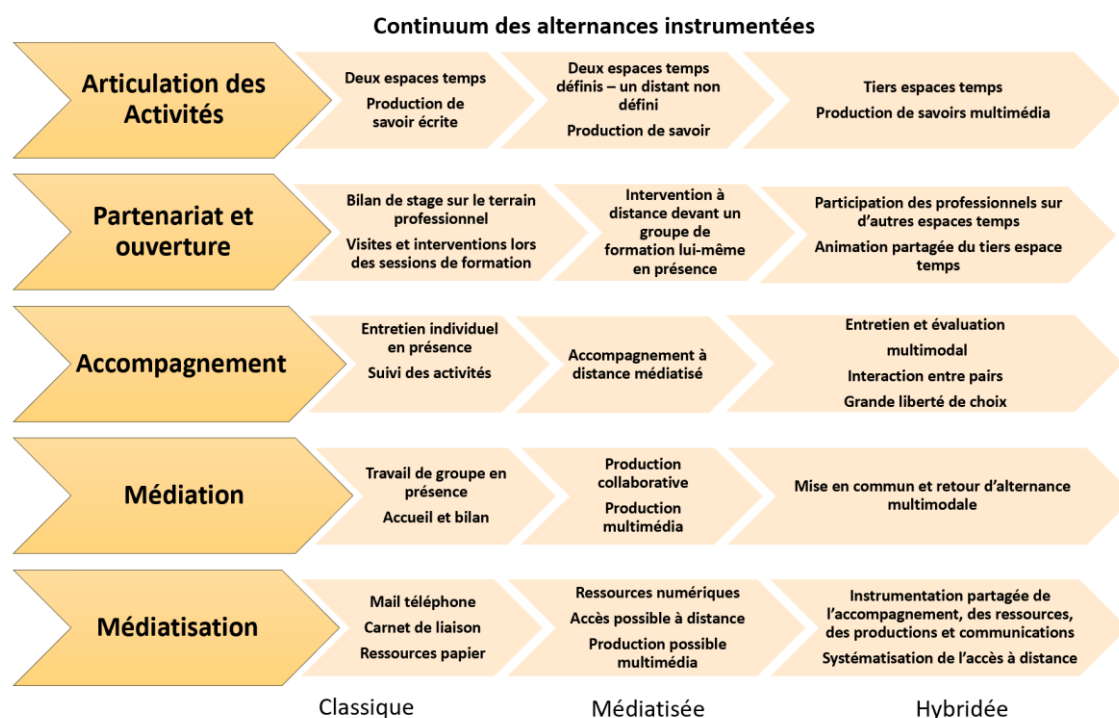 Continuum des alternances instrumentées
Articulation des
Activités
Deux espaces temps
Production de
savoir écrite
Deux espaces temps
définis – un distant non
défini
Production de savoir
Tiers espaces temps
Production de savoirs multimédia
Partenariat et
ouverture
Bilan de stage sur le terrain
professionnel
Visites et interventions lors
des sessions de formation
Intervention à
distance devant un
groupe de
formation lui-même
en présence
Participation des professionnels sur
d’autres espaces temps
Animation partagée du tiers espace
temps
Accompagnement
Entretien individuel
en présence
Suivi des activités
Accompagnement à
distance médiatisé
Entretien et évaluation
multimodal
Interaction entre pairs
Grande liberté de choix
Médiation
Travail de groupe en
présence
Accueil et bilan
Production
collaborative
Production
multimédia
Mise en commun et retour d’alternance
multimodale
Médiatisation
Mail téléphone
Carnet de liaison
Ressources papier
Ressources numériques
Accès possible à distance
Production possible
multimédia
Instrumentation partagée de
l’accompagnement, des ressources,
des productions et communications
Systématisation de l’accès à distance
Classique
Médiatisée
Hybridée